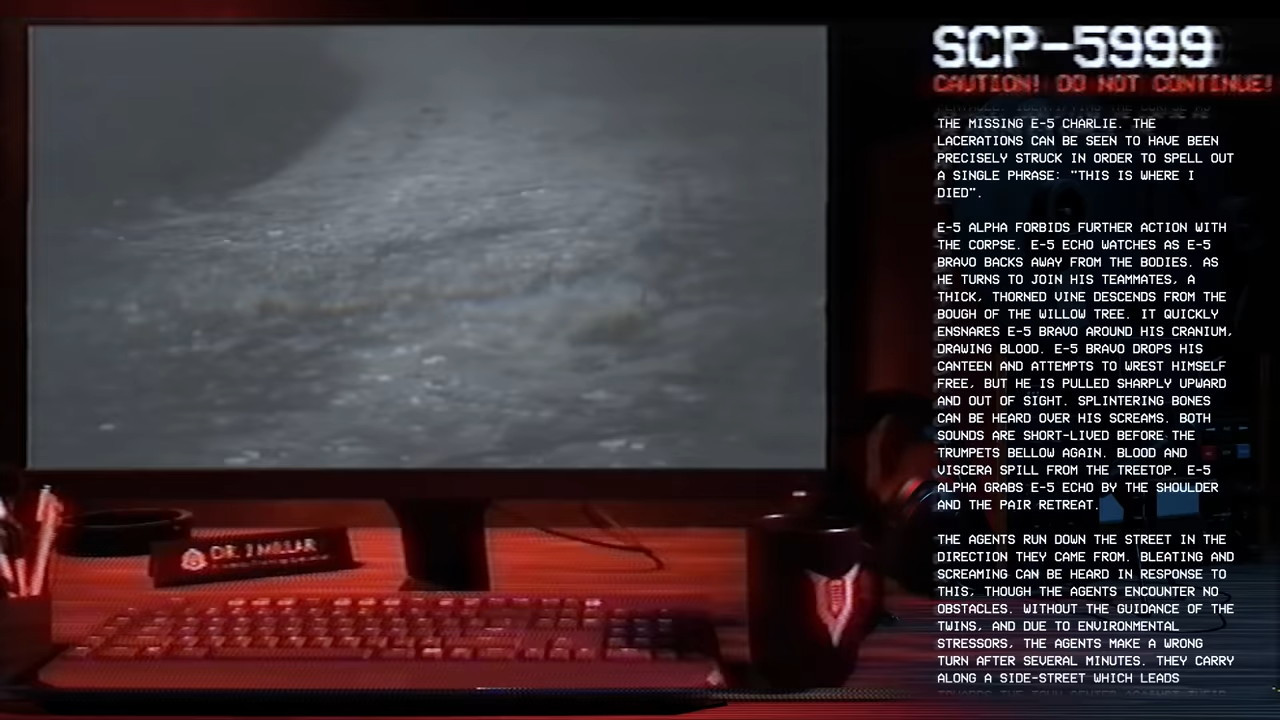 SCP-5999
CAUTION! DO NOT CONTINUE!
THE MISSING E-5 CHARLIE. THE
LACERATIONS CAN BE SEEN TO HAVE BEEN
PRECISELY STRUCK IN ORDER TO SPELL OUT
A SINGLE PHRASE: "THIS IS WHERE I
DIED".
E-5 ALPHA FORBIDS FURTHER ACTION WITH
THE CORPSE. E-5 ECHO WATCHES AS E-5
BRAVO BACKS AWAY FROM THE BODIES. AS
HE TURNS TO JOIN HIS TEAMMATES, A
THICK, THORNED VINE DESCENDS FROM THE
BOUGH OF THE WILLOW TREE. IT QUICKLY
ENSNARES E-5 BRAVO AROUND HIS CRANIUM,
DRAWING BLOOD. E-5 BRAVO DROPS HIS
CANTEEN AND ATTEMPTS TO WREST HIMSELF
FREE, BUT HE IS PULLED SHARPLY UPWARD
AND OUT OF SIGHT. SPLINTERING BONES
CAN BE HEARD OVER HIS SCREAMS. BOTH
SOUNDS ARE SHORT-LIVED BEFORE THE
TRUMPETS BELLOW AGAIN. BLOOD AND
VISCERA SPILL FROM THE TREETOP. E-5
ALPHA GRABS E-5 ECHO BY THE SHOULDER
AND THE PAIR RETREAT.
THE AGENTS RUN DOWN THE STREET IN THE
DIRECTION THEY CAME FROM. BLEATING AND
SCREAMING CAN BE HEARD IN RESPONSE TO
THIS, THOUGH THE AGENTS ENCOUNTER NO
OBSTACLES. WITHOUT THE GUIDANCE OF THE
TWINS, AND DUE TO ENVIRONMENTAL
STRESSORS, THE AGENTS MAKE A WRONG
TURN AFTER SEVERAL MINUTES. THEY CARRY
ALONG A SIDE-STREET WHICH LEADS
DR. J MILLAR